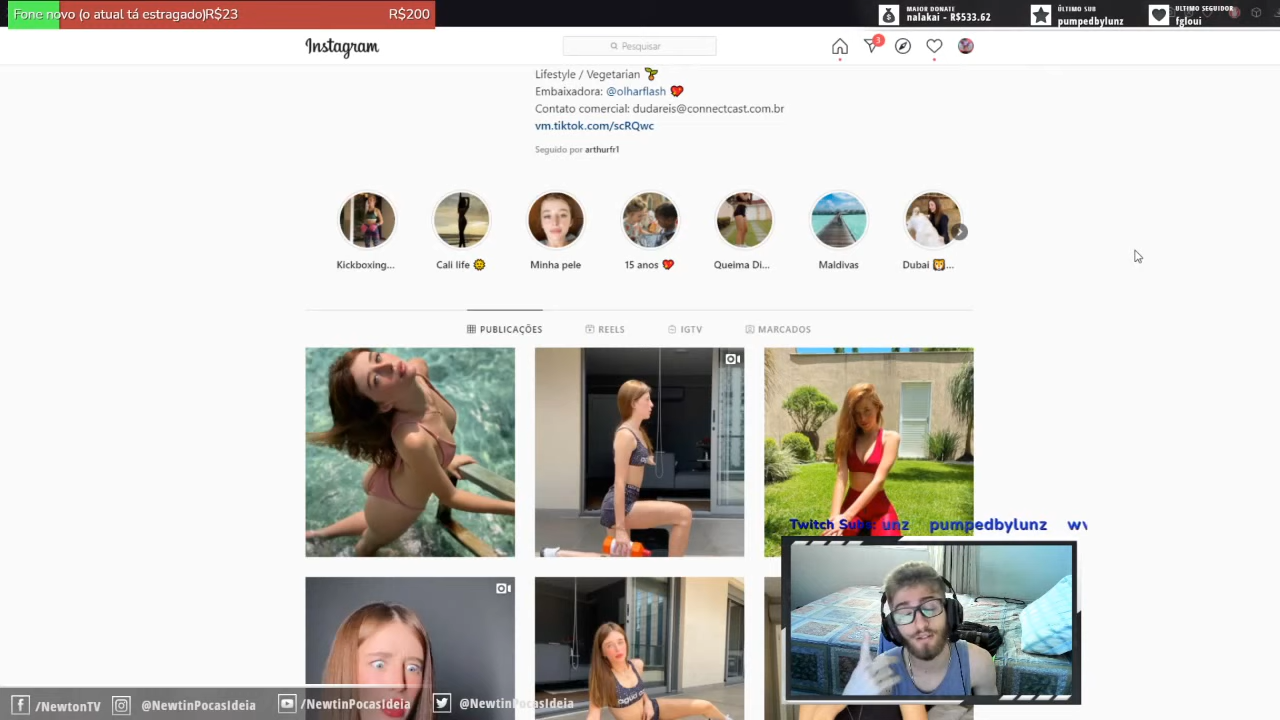 Fone novo (o atual tá estragado)R$23 R$200
MAIOR DONATE
nalakai - R$533.62
ÚLTIMO SUB
pumpedbylunz
ÚLTIMO SEGUIDOR
fgloui
Instagram
Pesquisar
3
Lifestyle / Vegetarian
Embaixadora: @olharflash
Contato comercial: dudareis@connectcast.com.br
vm.tiktok.com/scRQwc
Seguido por arthurfr1
Kickboxing...
Cali life
Minha pele
15 anos
Queima Di...
Maldivas
Dubai ...
PUBLICAÇÕES
REELS
IGTV
MARCADOS
Twitch Subs: unz pumpedbylunz
/NewtonTV
@NewtinPocasIdeia
/NewtinPocasIdeia
@NewtinPocasIdeia